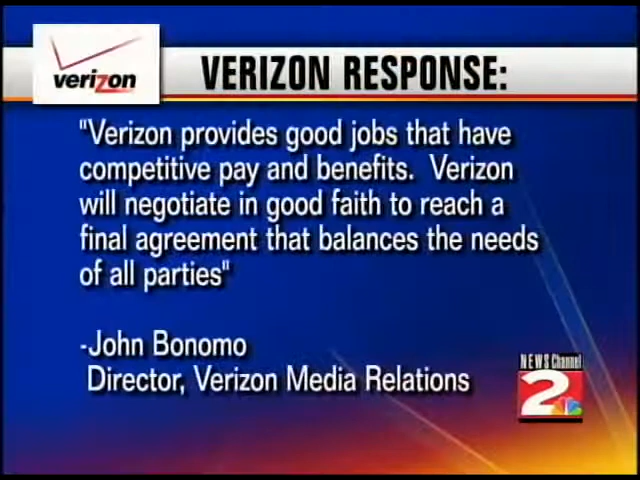 verizon
VERIZON RESPONSE:
"Verizon provides good jobs that have
competitive pay and benefits. Verizon
will negotiate in good faith to reach a
final agreement that balances the needs
of all parties"
-John Bonomo
Director, Verizon Media Relations
NEWS Channel
2